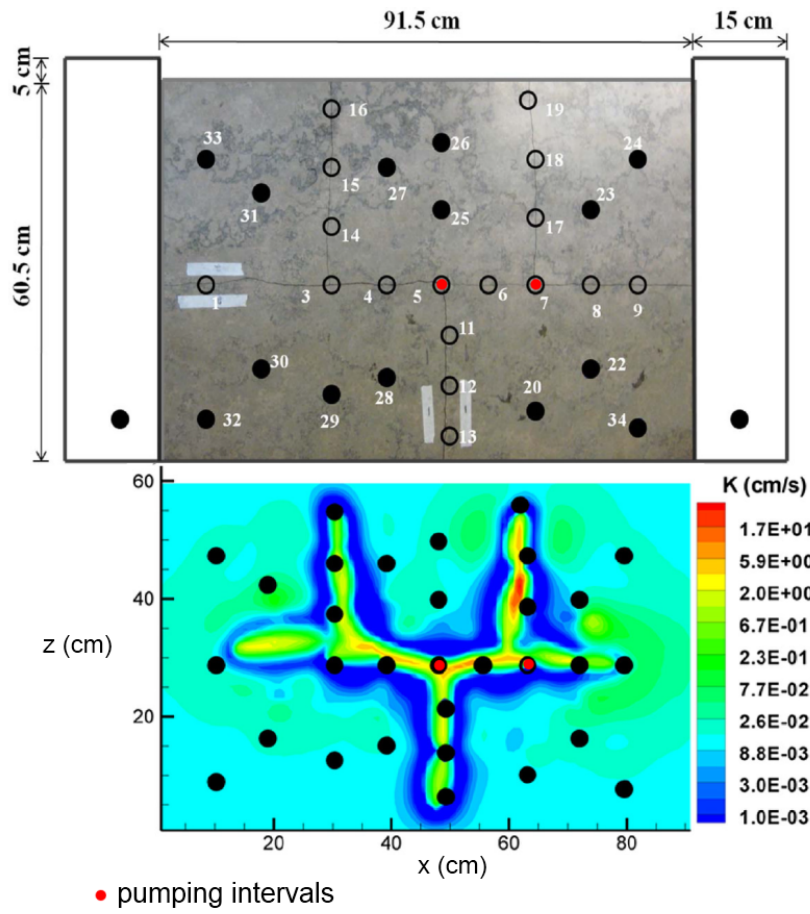 91.5 cm
15 cm
5 cm
60.5 cm
16
19
33
26
24
18
15
27
31
23
25
17
14
1
3
4
5
6
7
8
9
11
30
22
12
28
20
29
32
34
13
K (cm/s)
60
1.7E+01
5.9E+00
40
2.0E+00
6.7E-01
z (cm)
2.3E-01
7.7E-02
20
2.6E-02
8.8E-03
3.0E-03
1.0E-03
20
40
60
80
x (cm)
pumping intervals